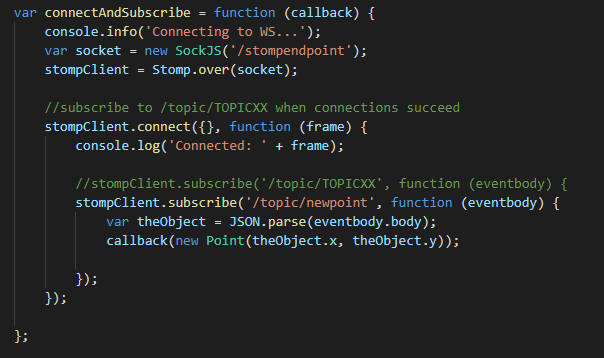 var connectAndSubscribe = function (callback) {
    console.info('Connecting to WS...');
    var socket = new SockJS('/stompendpoint');
    stompClient = Stomp.over(socket);

    //subscribe to /topic/TOPICXX when connections succeed
    stompClient.connect({}, function (frame) {
        console.log('Connected: ' + frame);

        //stompClient.subscribe('/topic/TOPICXX', function (eventbody) {
        stompClient.subscribe('/topic/newpoint', function (eventbody) {
            var theObject = JSON.parse(eventbody.body);
            callback(new Point(theObject.x, theObject.y));

        });
    });

};